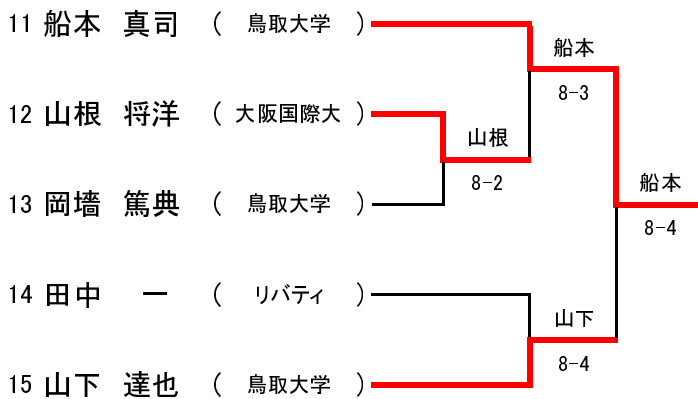 11 船本 真司 ( 鳥取大学 )
船本
8-3
12 山根 将洋 ( 大阪国際大 )
山根
8-2
13 岡墻 篤典 ( 鳥取大学 )
船本
8-4
14 田中 一 ( リバティ )
山下
8-4
15 山下 達也 ( 鳥取大学 )